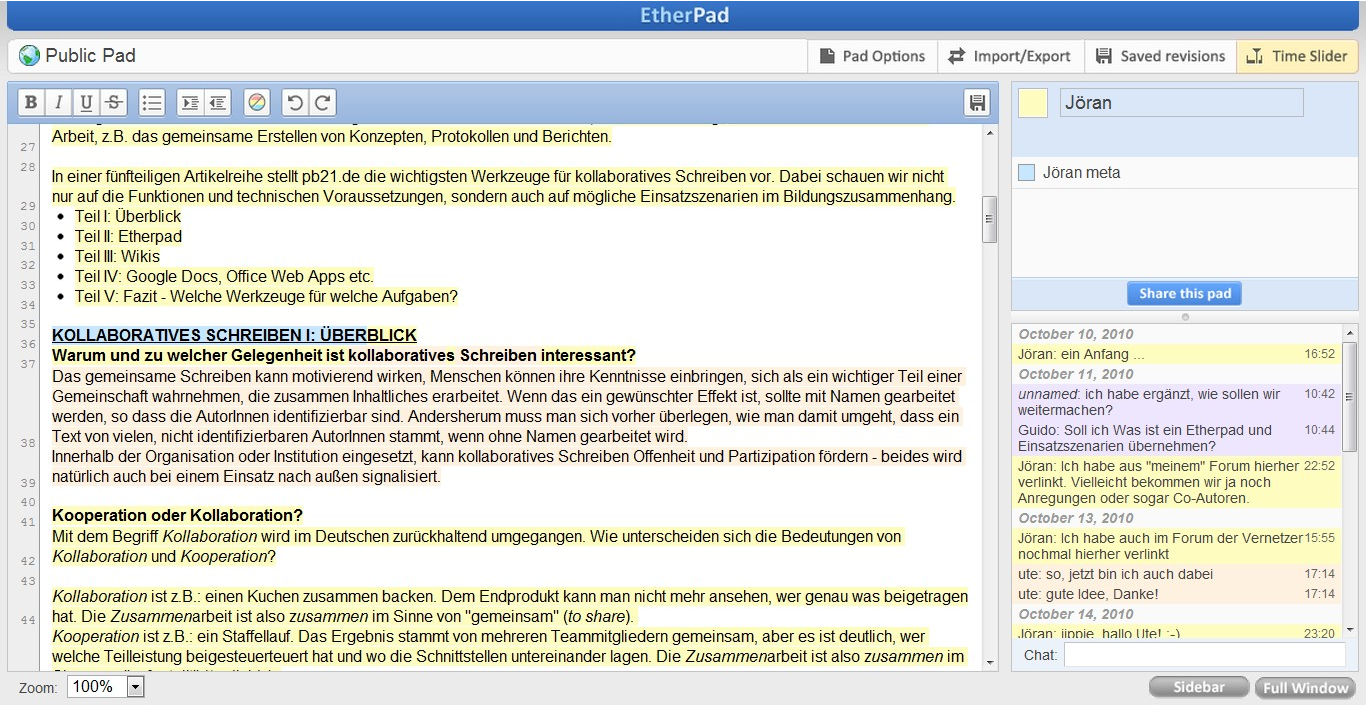 EtherPad
Public Pad
Pad Options
Import/Export
Saved revisions
Time Slider
B I U S
Arbeit, z.B. das gemeinsame Erstellen von Konzepten, Protokollen und Berichten.
27
28
In einer fünfteiligen Artikelreihe stellt pb21.de die wichtigsten Werkzeuge für kollaboratives Schreiben vor. Dabei schauen wir nicht
nur auf die Funktionen und technischen Voraussetzungen, sondern auch auf mögliche Einsatzszenarien im Bildungszusammenhang.
29
• Teil I: Überblick
30
• Teil II: Etherpad
31
• Teil III: Wikis
32
• Teil IV: Google Docs, Office Web Apps etc.
33
• Teil V: Fazit - Welche Werkzeuge für welche Aufgaben?
34
35
KOLLABORATIVES SCHREIBEN I: ÜBERBLICK
36
Warum und zu welcher Gelegenheit ist kollaboratives Schreiben interessant?
37
Das gemeinsame Schreiben kann motivierend wirken, Menschen können ihre Kenntnisse einbringen, sich als ein wichtiger Teil einer
Gemeinschaft wahrnehmen, die zusammen Inhaltliches erarbeitet. Wenn das ein gewünschter Effekt ist, sollte mit Namen gearbeitet
werden, so dass die AutorInnen identifizierbar sind. Andersherum muss man sich vorher überlegen, wie man damit umgeht, dass ein
Text von vielen, nicht identifizierbaren AutorInnen stammt, wenn ohne Namen gearbeitet wird.
38
Innerhalb der Organisation oder Institution eingesetzt, kann kollaboratives Schreiben Offenheit und Partizipation fördern - beides wird
natürlich auch bei einem Einsatz nach außen signalisiert.
39
40
Kooperation oder Kollaboration?
41
Mit dem Begriff Kollaboration wird im Deutschen zurückhaltend umgegangen. Wie unterscheiden sich die Bedeutungen von
Kollaboration und Kooperation?
42
43
Kollaboration ist z.B.: einen Kuchen zusammen backen. Dem Endprodukt kann man nicht mehr ansehen, wer genau was beigetragen
hat. Die Zusammenarbeit ist also zusammen im Sinne von "gemeinsam" (to share).
44
Kooperation ist z.B.: ein Staffellauf. Das Ergebnis stammt von mehreren Teammitgliedern gemeinsam, aber es ist deutlich, wer
welche Teilleistung beigesteuerteuert hat und wo die Schnittstellen untereinander lagen. Die Zusammenarbeit ist also zusammen im
Jöran
Jöran meta
Share this pad
October 10, 2010
Jöran: ein Anfang ... 16:52
October 11, 2010
unnamed: ich habe ergänzt, wie sollen wir 10:42
weitermachen?
Guido: Soll ich Was ist ein Etherpad und 10:44
Einsatzszenarien übernehmen?
Jöran: Ich habe aus "meinem" Forum hierher 22:52
verlinkt. Vielleicht bekommen wir ja noch
Anregungen oder sogar Co-Autoren.
October 13, 2010
Jöran: Ich habe auch im Forum der Vernetzer 15:55
nochmal hierher verlinkt
ute: so, jetzt bin ich auch dabei 17:14
ute: gute Idee, Danke! 17:14
October 14, 2010
Jöran: jippie, hallo Ute! :-) 23:20
Chat:
Zoom: 100%
Sidebar
Full Window